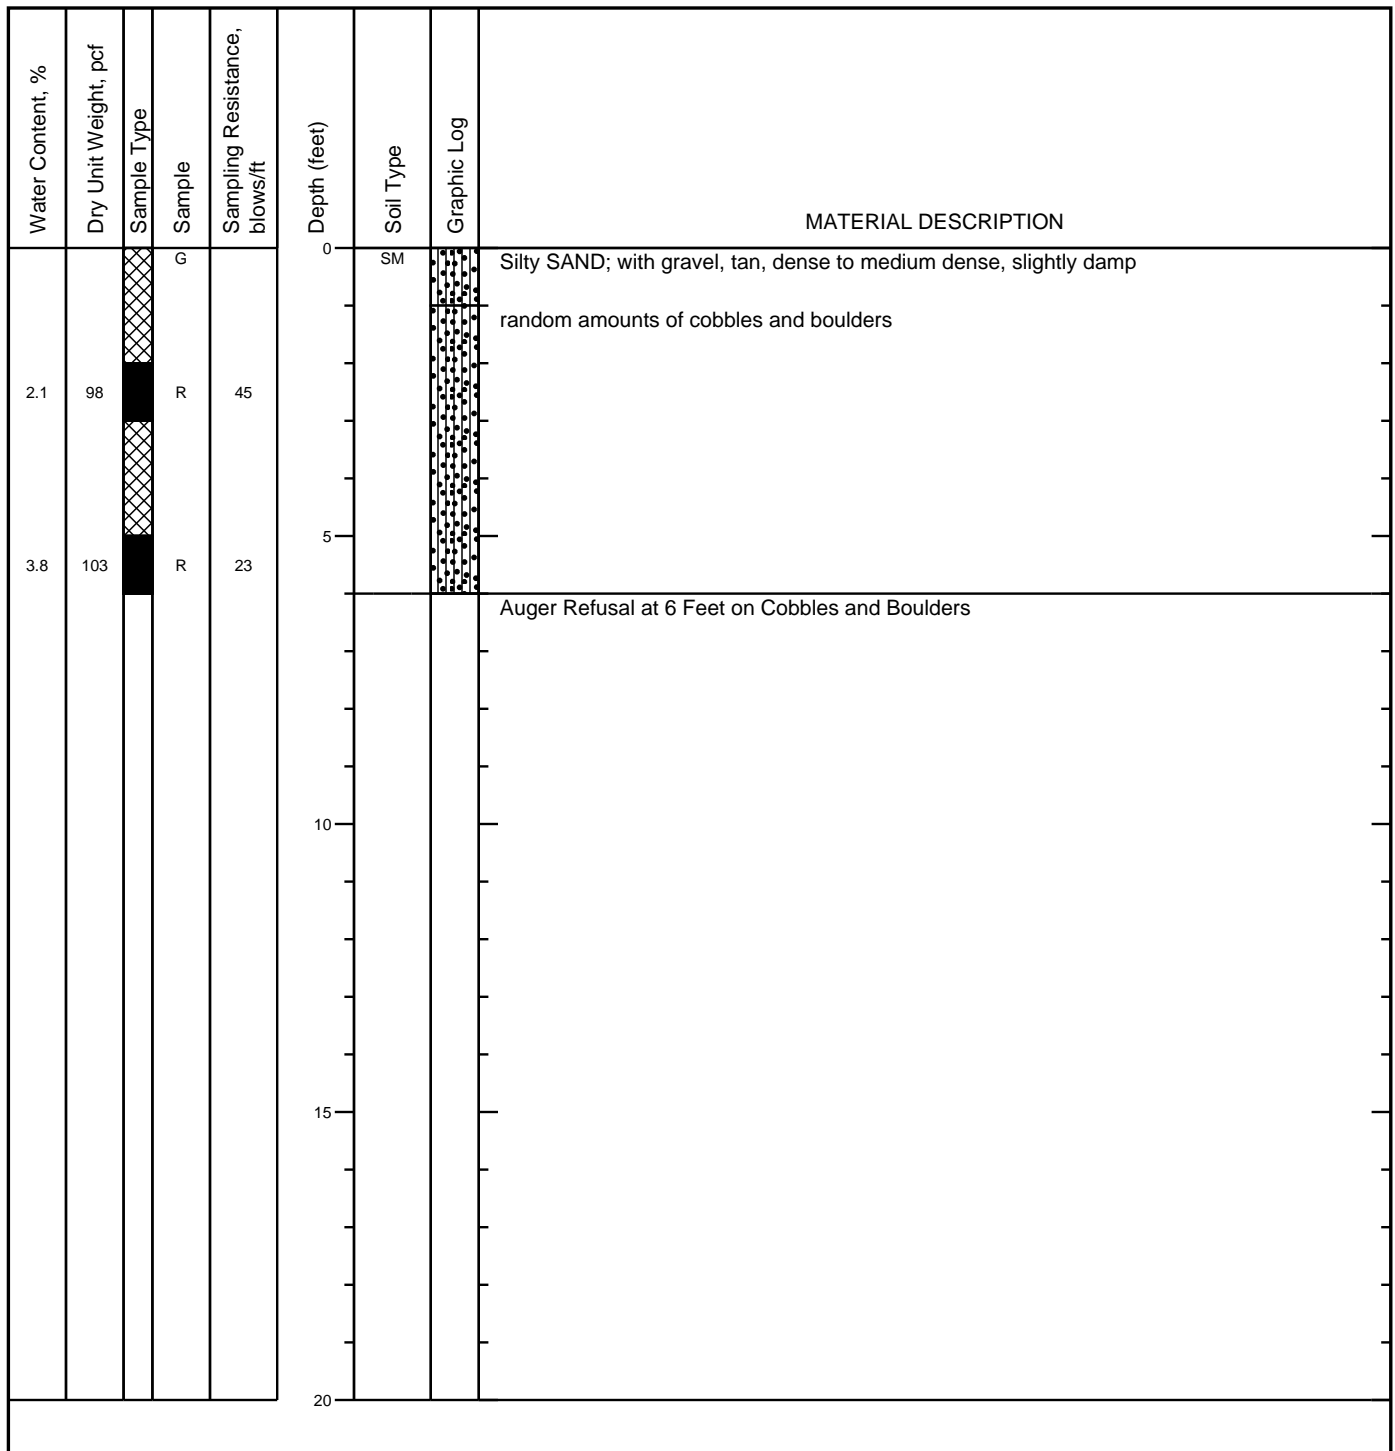 Water Content, %
Dry Unit Weight, pcf
Sample Type
Sample
Sampling Resistance,
blows/ft
Depth (feet)
Soil Type
Graphic Log
MATERIAL DESCRIPTION
0
G
SM
Silty SAND; with gravel, tan, dense to medium dense, slightly damp
random amounts of cobbles and boulders
2.1
98
R
45
5
3.8
103
R
23
Auger Refusal at 6 Feet on Cobbles and Boulders
10
15
20